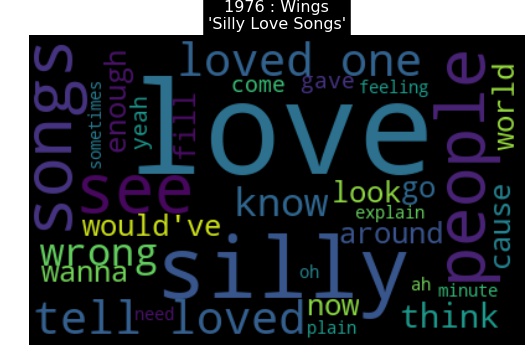 1976 : Wings
'Silly Love Songs'
songs
sometimes
enough
yeah
fill
loved one
come
gave
feeling
love
people
world
see
know
look
go
explain
would've
around
cause
wrong
wanna
silly
oh
ah
minute
tell
need
loved
now
plain
think